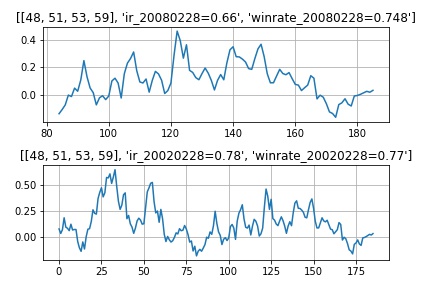 [[48, 51, 53, 59], 'ir_20080228=0.66', 'winrate_20080228=0.748']
0.4
0.2
0.0
80 100 120 140 160 180
[[48, 51, 53, 59], 'ir_20020228=0.78', 'winrate_20020228=0.77']
0.50
0.25
0.00
0 25 50 75 100 125 150 175